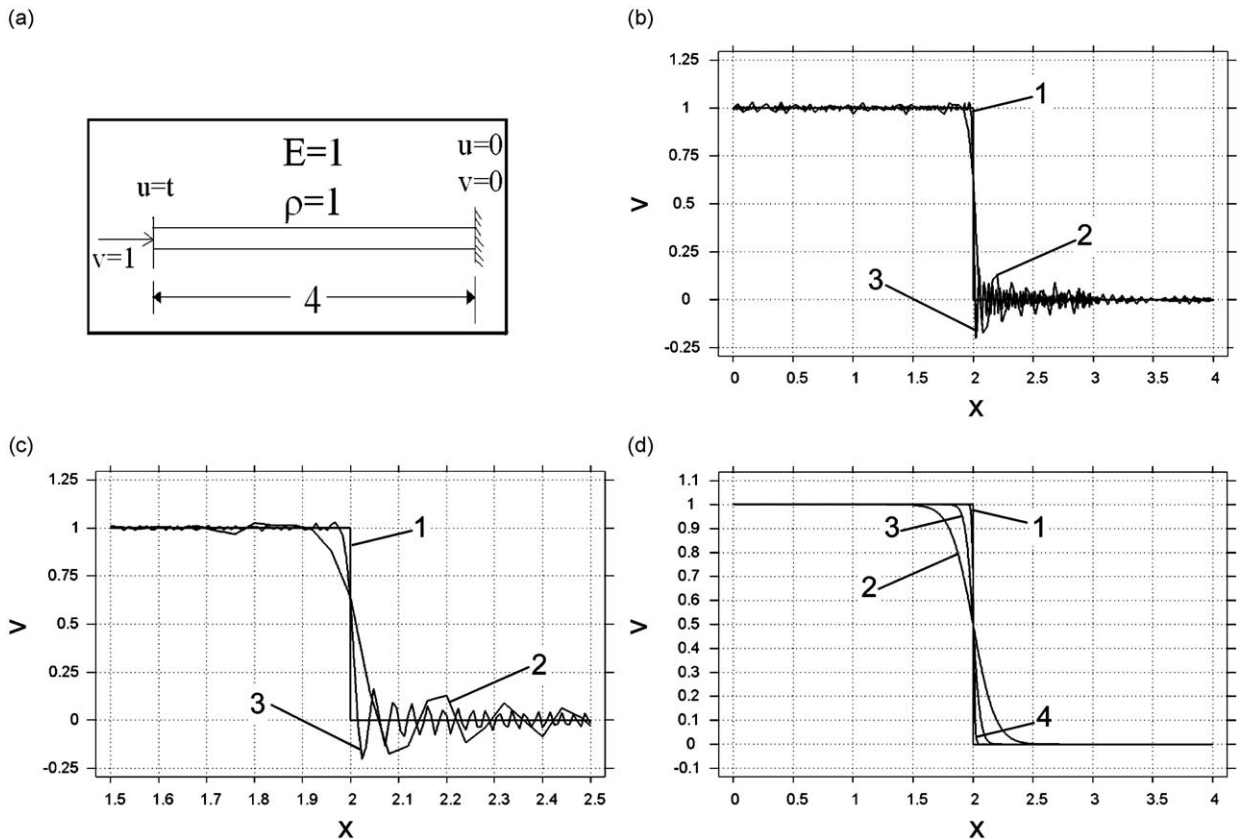 (a)
E=1
ρ=1
u=t
v=1
u=0
v=0
4
(b)
1.25
1
0.75
0.5
0.25
0
-0.25
v
1
2
3
0 0.5 1 1.5 2 2.5 3 3.5 4
x
(c)
1.25
1
0.75
0.5
0.25
0
-0.25
v
1
2
3
1.5 1.6 1.7 1.8 1.9 2 2.1 2.2 2.3 2.4 2.5
x
(d)
1.1
1
0.9
0.8
0.7
0.6
0.5
0.4
0.3
0.2
0.1
0
-0.1
v
3
1
2
4
0 0.5 1 1.5 2 2.5 3 3.5 4
x